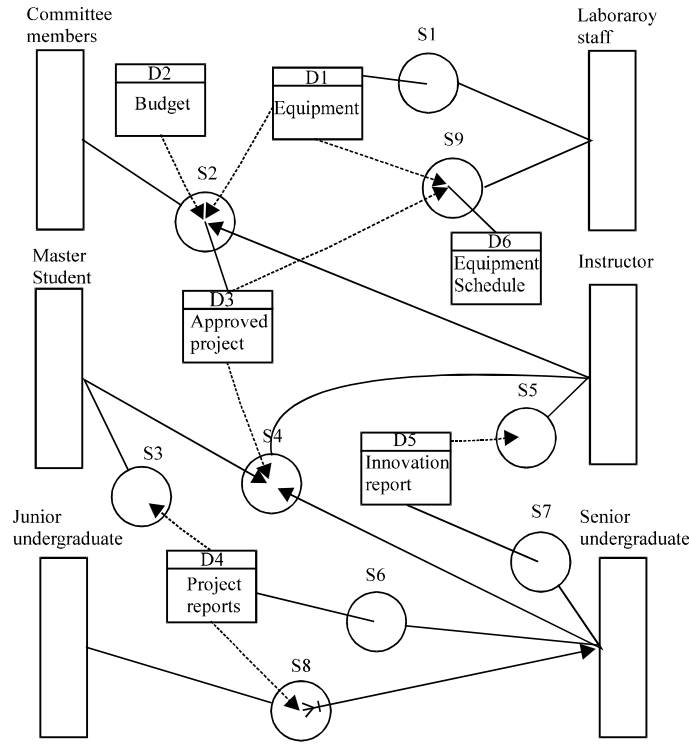 Committee
members
Laboraroy
staff
S1
D2
Budget
D1
Equipment
S9
S2
D6
Equipment
Schedule
Master
Student
Instructor
D3
Approved
project
S5
S4
D5
Innovation
report
S3
Junior
undergraduate
S7
Senior
undergraduate
D4
Project
reports
S6
S8